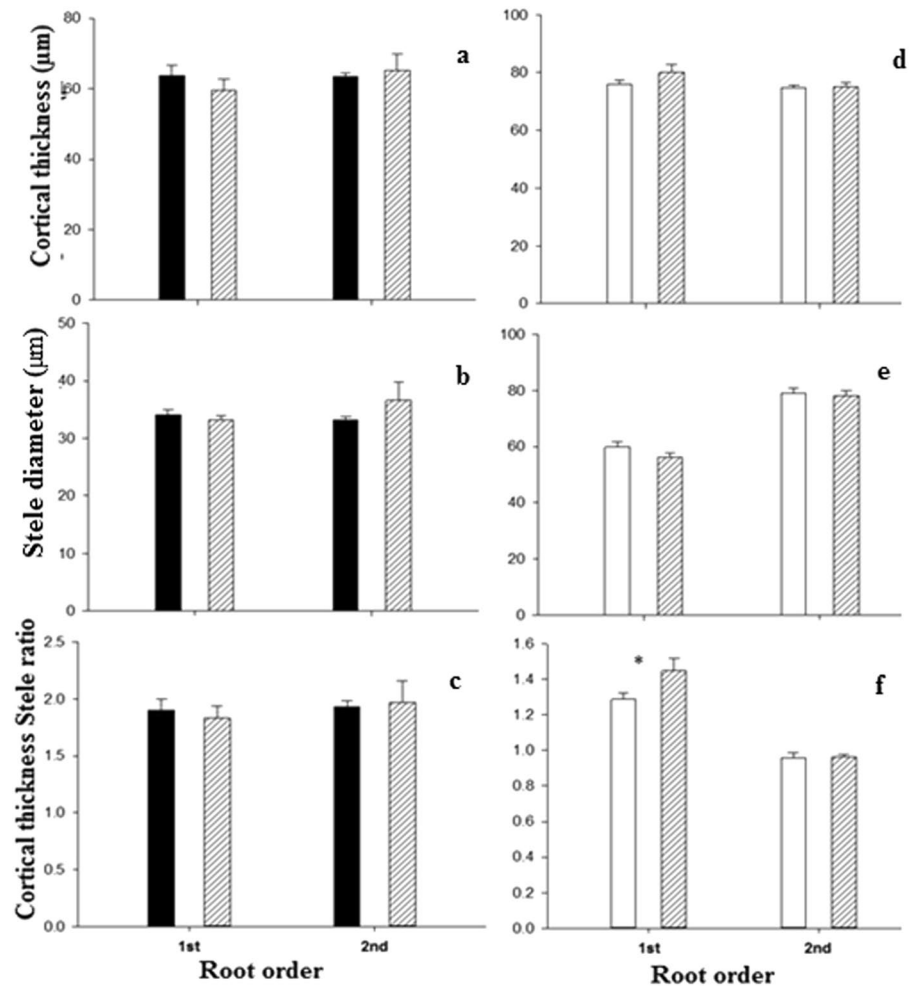 Cortical thickness (μm)
80
60
40
20
0
a
100
80
60
40
20
0
d
Stele diameter (μm)
50
40
30
20
10
0
b
100
80
60
40
20
0
e
Cortical thickness Stele ratio
2.5
2.0
1.5
1.0
0.5
0.0
c
1st
2nd
Root order
1.6
1.4
1.2
1.0
0.8
0.6
0.4
0.2
0.0
*
f
1st
2nd
Root order